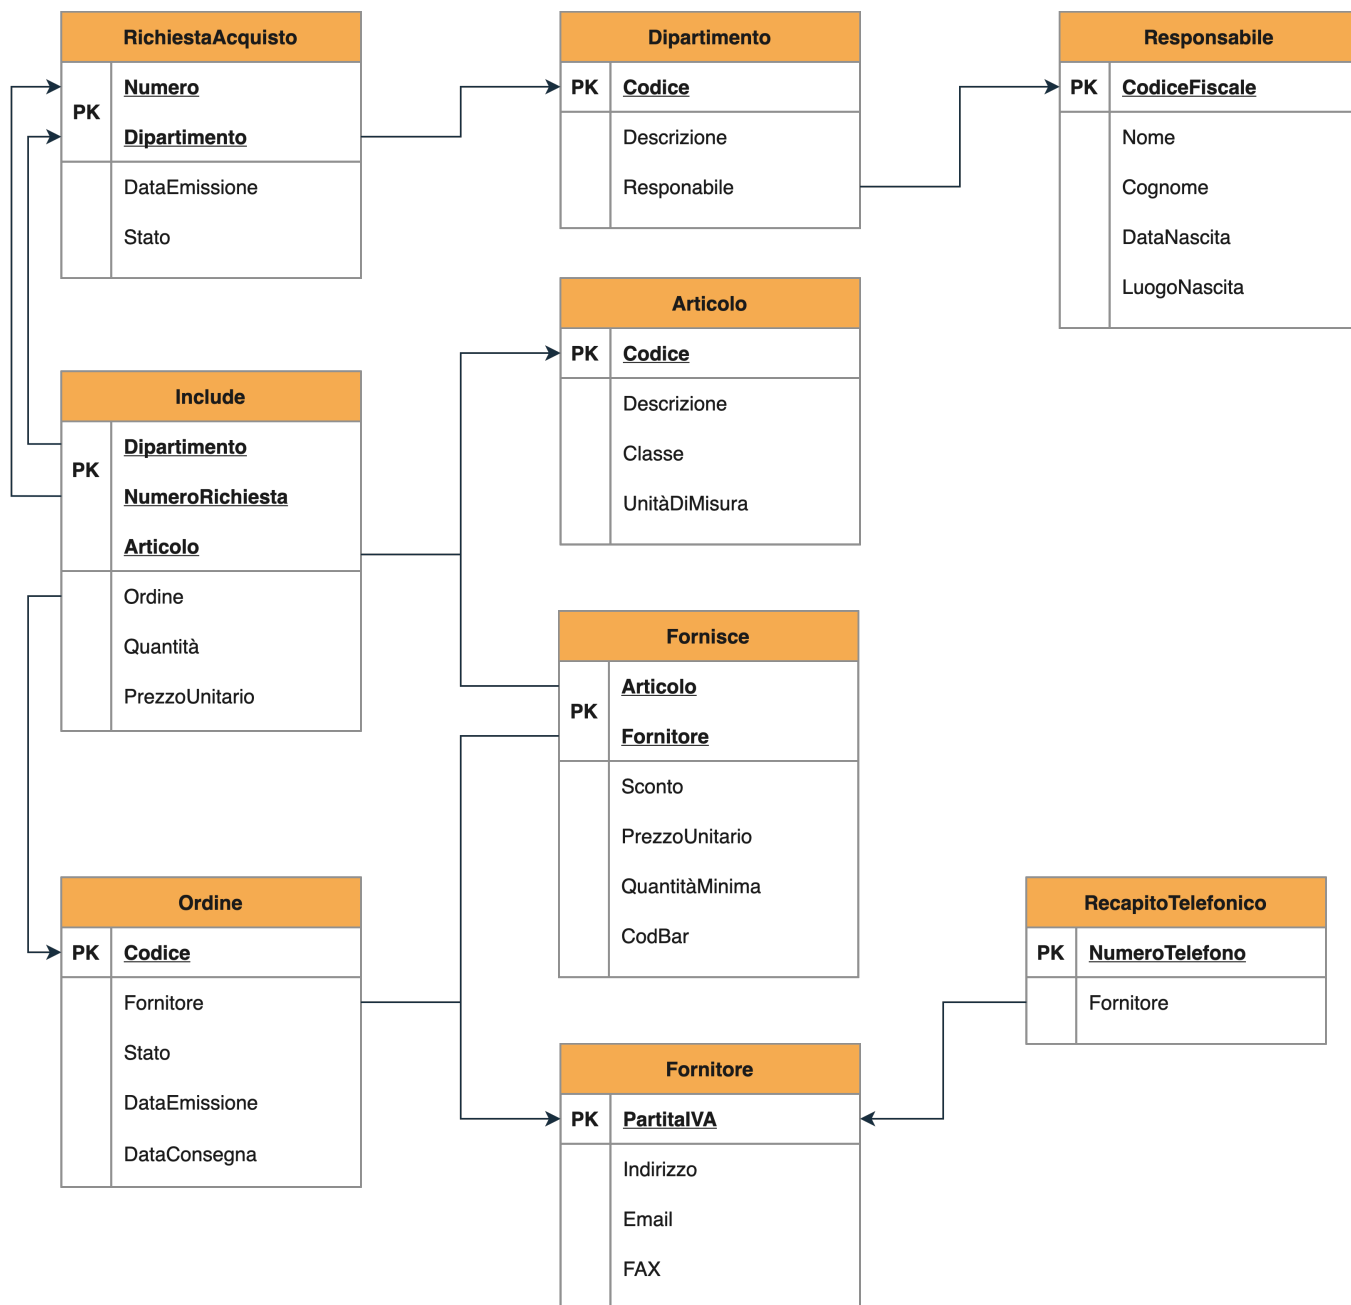 RichiestaAcquisto
PK
Numero
Dipartimento
DataEmissione
Stato
Dipartimento
PK
Codice
Descrizione
Responabile
Responsabile
PK
CodiceFiscale
Nome
Cognome
DataNascita
LuogoNascita
Articolo
PK
Codice
Descrizione
Classe
UnitàDiMisura
Include
PK
Dipartimento
NumeroRichiesta
Articolo
Ordine
Quantità
PrezzoUnitario
Fornisce
PK
Articolo
Fornitore
Sconto
PrezzoUnitario
QuantitàMinima
CodBar
Ordine
PK
Codice
Fornitore
Stato
DataEmissione
DataConsegna
Fornitore
PK
PartitaIVA
Indirizzo
Email
FAX
RecapitoTelefonico
PK
NumeroTelefono
Fornitore